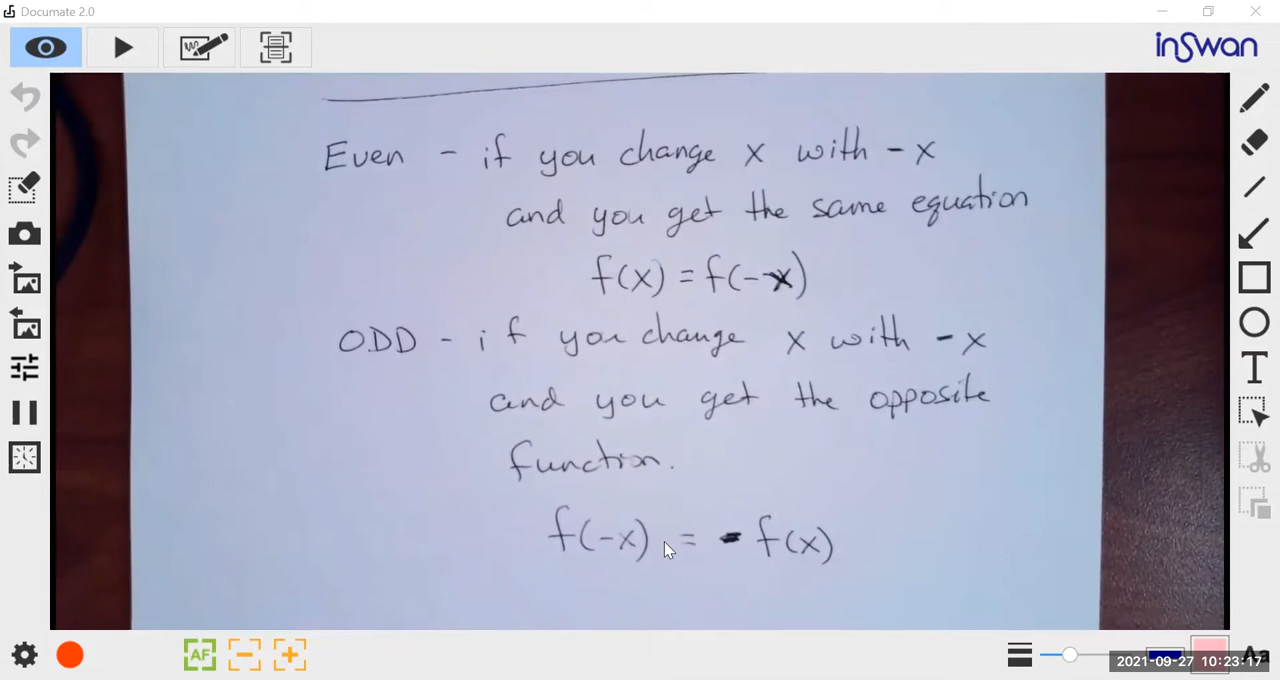 Documate 2.0
inSwan
Even - if you change x with -x
and you get the same equation
f(x) = f(-x)
ODD - if you change x with -x
and you get the opposite
function.
f(-x) = - f(x)
T
AF
Aa
2021-09-27 10:23:17